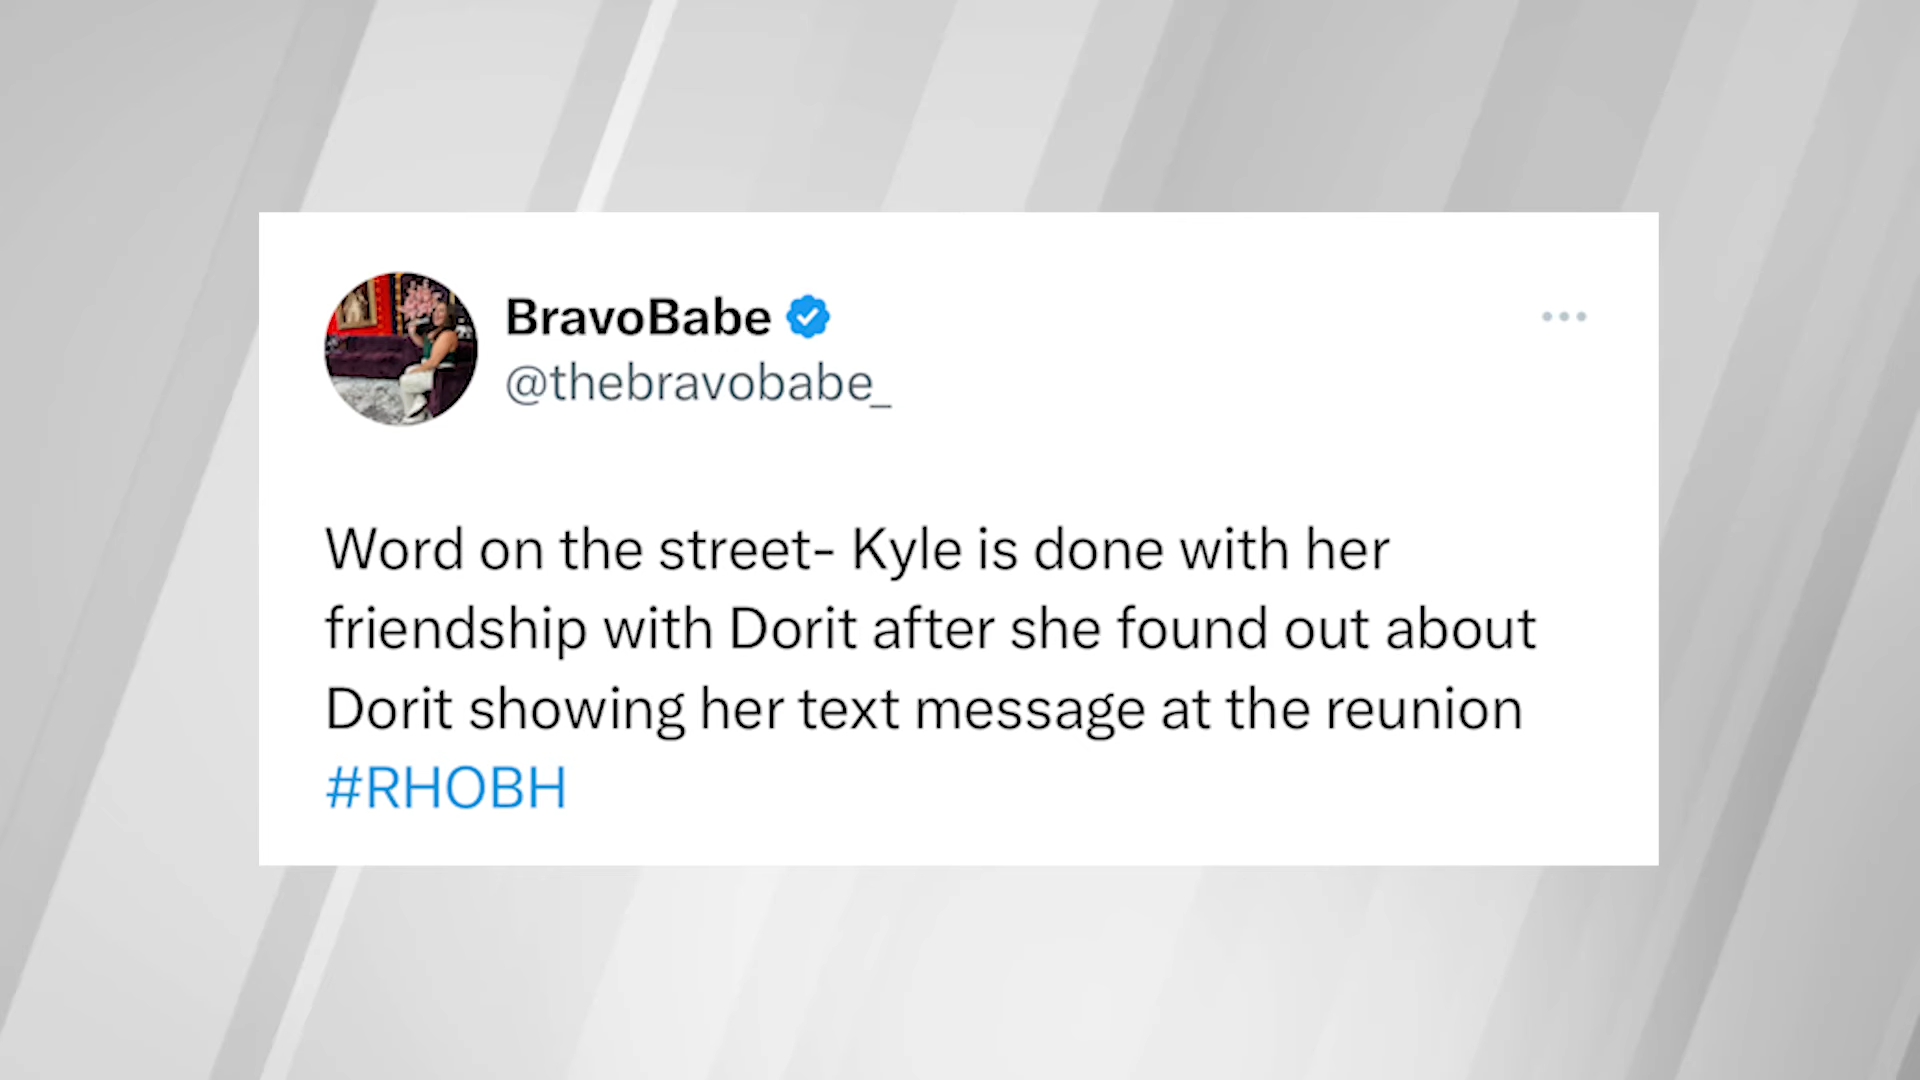 BravoBabe
@thebravobabe_
Word on the street- Kyle is done with her
friendship with Dorit after she found out about
Dorit showing her text message at the reunion
#RHOBH